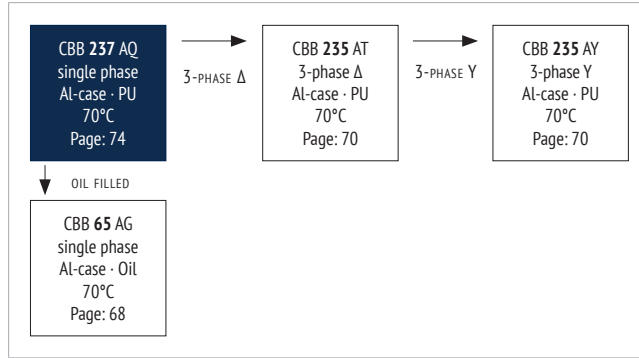 CBB 237 AQ
single phase
Al-case · PU
70°C
Page: 74
3-PHASE Δ
CBB 235 AT
3-phase Δ
Al-case · PU
70°C
Page: 70
3-PHASE Y
CBB 235 AY
3-phase Y
Al-case · PU
70°C
Page: 70
OIL FILLED
CBB 65 AG
single phase
Al-case · Oil
70°C
Page: 68